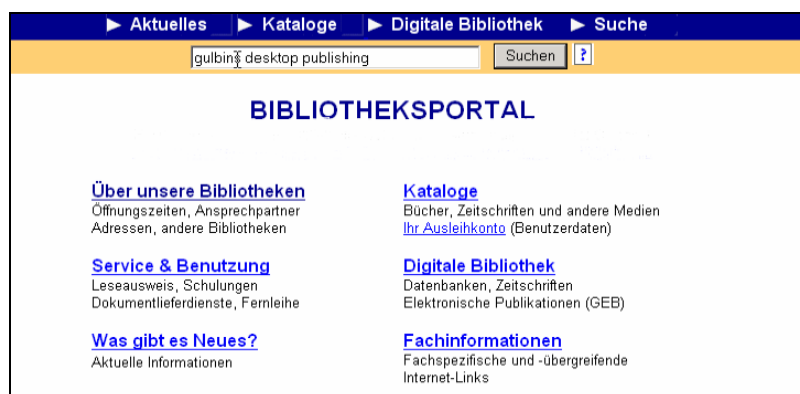 ► Aktuelles ► Kataloge ► Digitale Bibliothek ► Suche
gulbins desktop publishing Suchen ?
BIBLIOTHEKSPORTAL
Über unsere Bibliotheken
Öffnungszeiten, Ansprechpartner
Adressen, andere Bibliotheken
Kataloge
Bücher, Zeitschriften und andere Medien
Ihr Ausleihkonto (Benutzerdaten)
Service & Benutzung
Leseausweis, Schulungen
Dokumentlieferdienste, Fernleihe
Digitale Bibliothek
Datenbanken, Zeitschriften
Elektronische Publikationen (GEB)
Was gibt es Neues?
Aktuelle Informationen
Fachinformationen
Fachspezifische und -übergreifende
Internet-Links